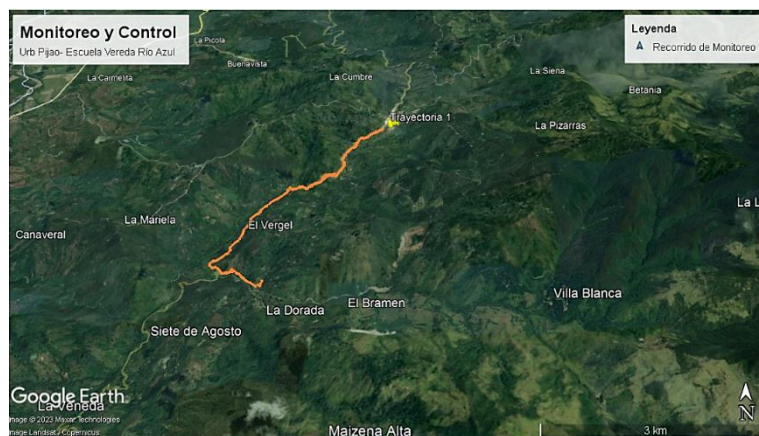 Monitoreo y Control
Urb Pijao- Escuela Vereda Río Azul
Leyenda
Recorrido de Monitoreo
La Picola
Buenavista
La Carmelita
La Cumbre
La Siena
Betania
Trayectoria 1
La Pizarras
La Mariela
El Vergel
La L
Canaveral
La Dorada
El Bramen
Villa Blanca
Siete de Agosto
Google Earth
La Veneda
Image © 2023 Maxar Technologies
Image Landsat / Copernicus
Maizena Alta
3 km
N